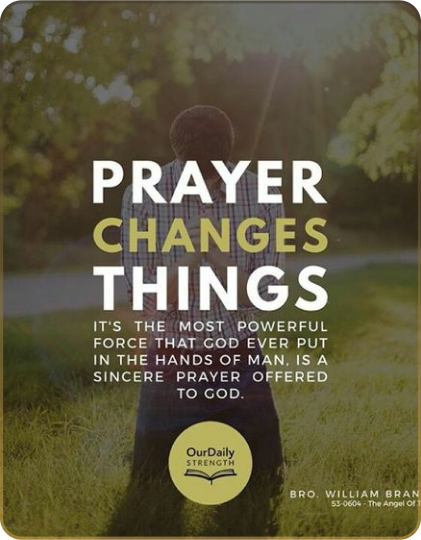 PRAYER
CHANGES
THINGS
IT'S THE MOST POWERFUL
FORCE THAT GOD EVER PUT
IN THE HANDS OF MAN, IS A
SINCERE PRAYER OFFERED
TO GOD.
OurDaily
STRENGTH
BRO. WILLIAM BRAN
53-0604 - The Angel Of